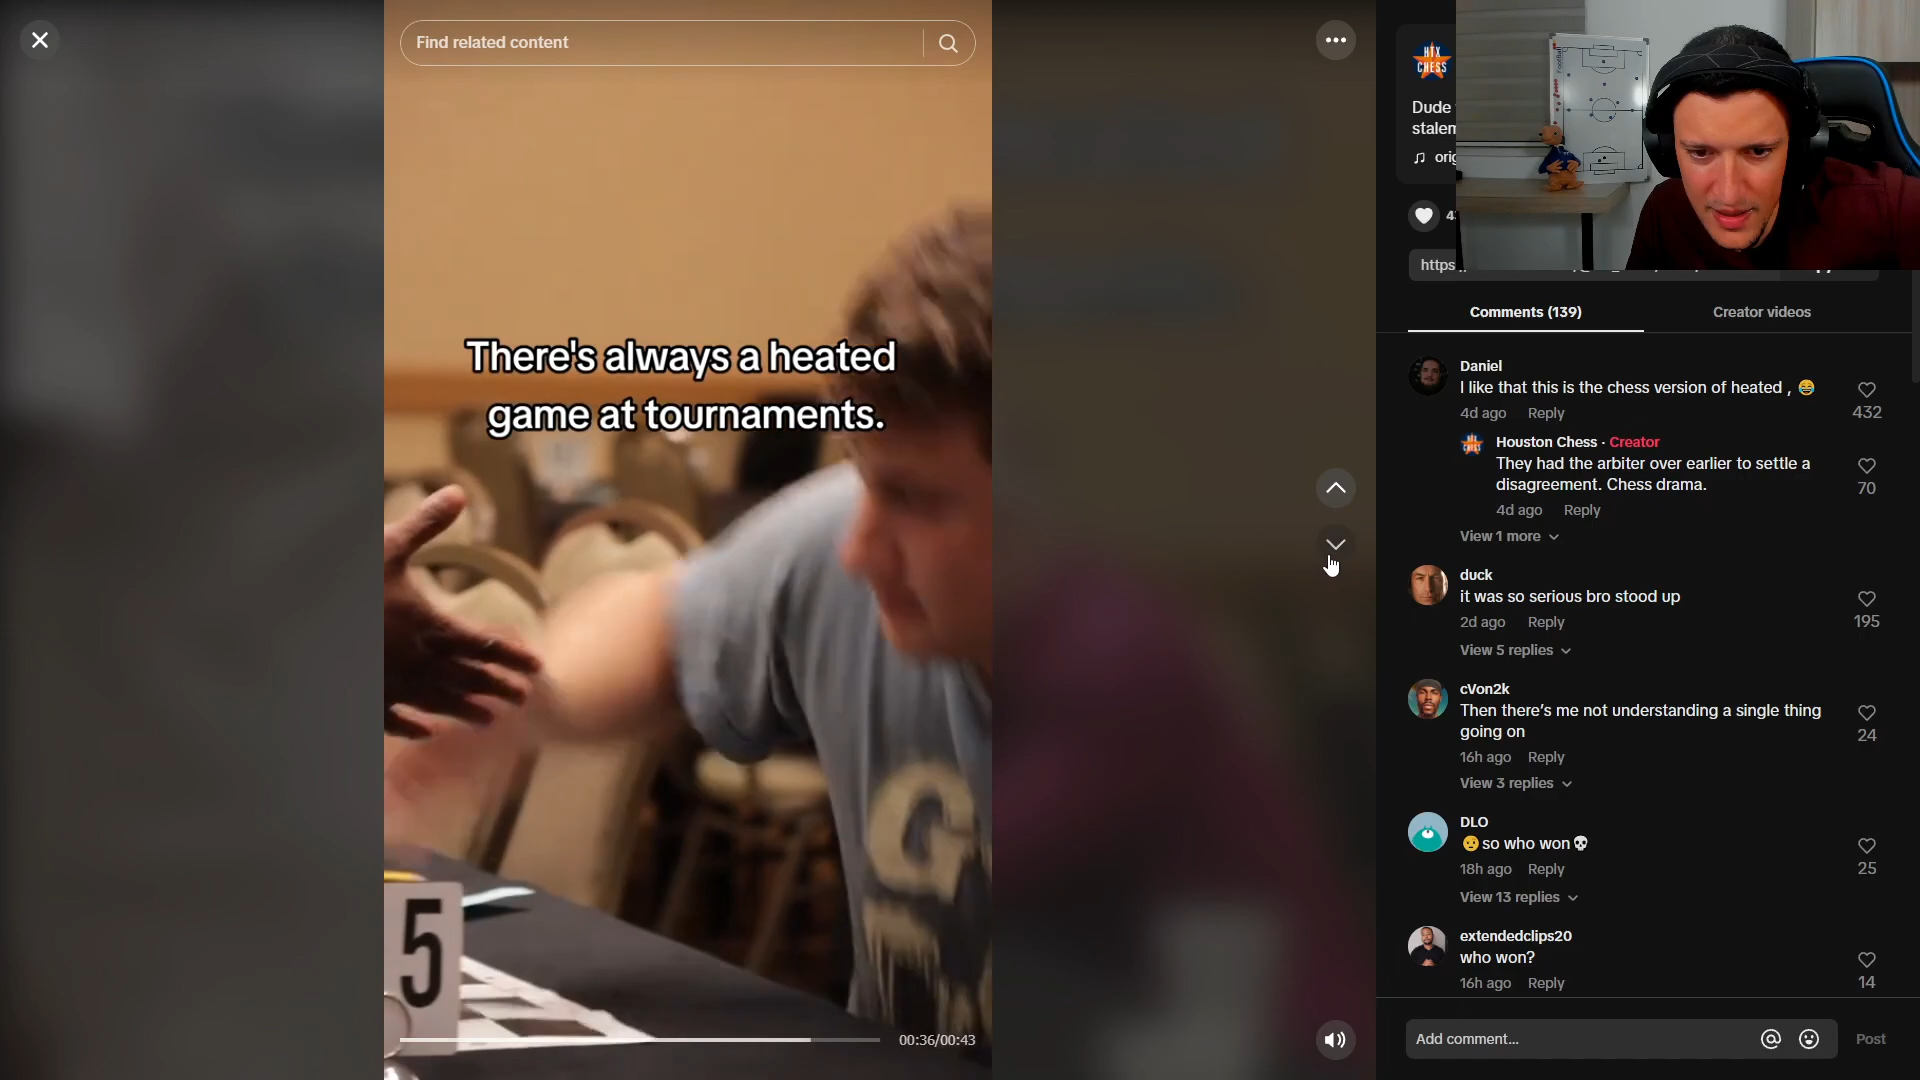 Find related content
HTX
CHESS
Dude
stalem
orig
There's always a heated
game at tournaments.
5
G
00:36/00:43
Comments (139)
Creator videos
Daniel
I like that this is the chess version of heated , 😂
432
4d ago Reply
Houston Chess · Creator
They had the arbiter over earlier to settle a
disagreement. Chess drama.
70
4d ago Reply
View 1 more
duck
it was so serious bro stood up
195
2d ago Reply
View 5 replies
cVon2k
Then there's me not understanding a single thing
going on
24
16h ago Reply
View 3 replies
DLO
so who won💀
25
18h ago Reply
View 13 replies
extendedclips20
who won?
14
16h ago Reply
Add comment...
Post